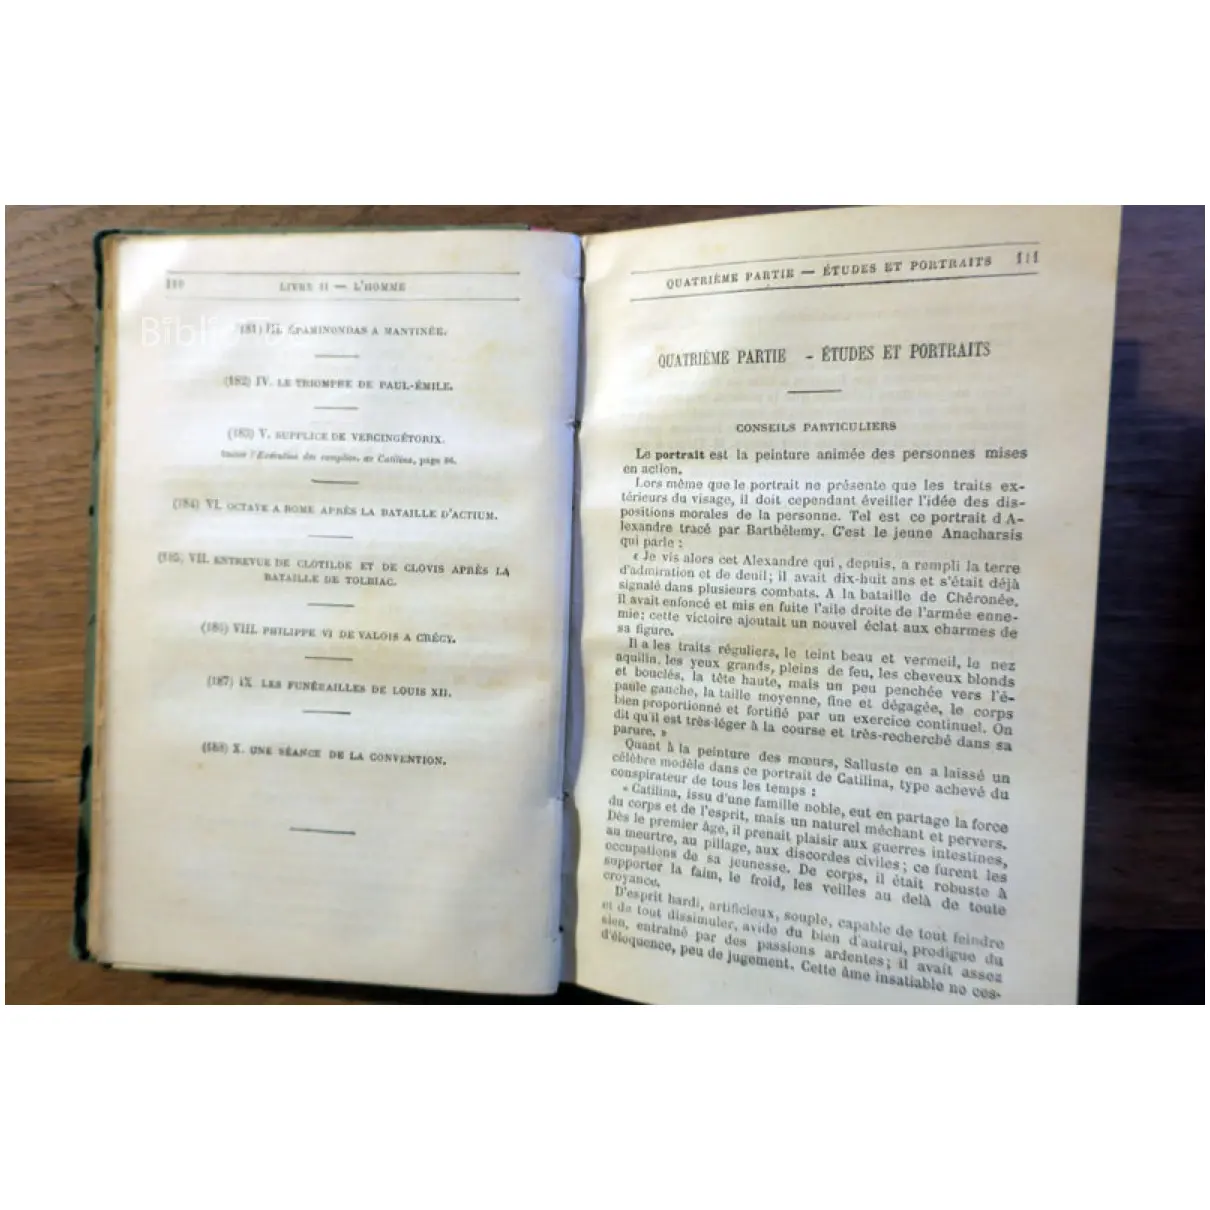 110 LIVRE II — L'HOMME
Biblio
(181) III. ÉPAMINONDAS A MANTINÉE.
(182) IV. LE TRIOMPHE DE PAUL-ÉMILE.
(183) V. SUPPLICE DE VERCINGÉTORIX.
l'Exécution des complices de Catilina, page 96.
(184) VI. OCTAVE A ROME APRÈS LA BATAILLE D'ACTIUM.
(185) VII. ENTREVUE DE CLOTILDE ET DE CLOVIS APRÈS LA
BATAILLE DE TOLBIAC.
(186) VIII. PHILIPPE VI DE VALOIS A CRÉCY.
(187) IX. LES FUNÉRAILLES DE LOUIS XII.
(188) X. UNE SÉANCE DE LA CONVENTION.
QUATRIÈME PARTIE — ÉTUDES ET PORTRAITS 111
QUATRIÈME PARTIE - ÉTUDES ET PORTRAITS
CONSEILS PARTICULIERS
Le portrait est la peinture animée des personnes mises
en action.
Lors même que le portrait ne présente que les traits ex-
térieurs du visage, il doit cependant éveiller l'idée des dis-
positions morales de la personne. Tel est ce portrait d'A-
lexandre tracé par Barthélemy. C'est le jeune Anacharsis
qui parle :
« Je vis alors cet Alexandre qui, depuis, a rempli la terre
d'admiration et de deuil; il avait dix-huit ans et s'était déjà
signalé dans plusieurs combats. A la bataille de Chéronée,
il avait enfoncé et mis en fuite l'aile droite de l'armée enne-
mie; cette victoire ajoutait un nouvel éclat aux charmes de
sa figure.
Il a les traits réguliers, le teint beau et vermeil, le nez
aquilin, les yeux grands, pleins de feu, les cheveux blonds
et bouclés, la tête haute, mais un peu penchée vers l'é-
paule gauche, la taille moyenne, fine et dégagée, le corps
bien proportionné et fortifié par un exercice continuel. On
dit qu'il est très-léger à la course et très-recherché dans sa
parure. »
Quant à la peinture des mœurs, Salluste en a laissé un
célèbre modèle dans ce portrait de Catilina, type achevé du
conspirateur de tous les temps :
« Catilina, issu d'une famille noble, eut en partage la force
du corps et de l'esprit, mais un naturel méchant et pervers.
Dès le premier âge, il prenait plaisir aux guerres intestines,
au meurtre, au pillage, aux discordes civiles; ce furent les
occupations de sa jeunesse. De corps, il était robuste à
supporter la faim, le froid, les veilles au delà de toute
croyance.
D'esprit hardi, artificieux, souple, capable de tout feindre
et de tout dissimuler, avide du bien d'autrui, prodigue du
sien, entraîné par des passions ardentes; il avait assez
d'éloquence, peu de jugement. Cette âme insatiable ne ces-